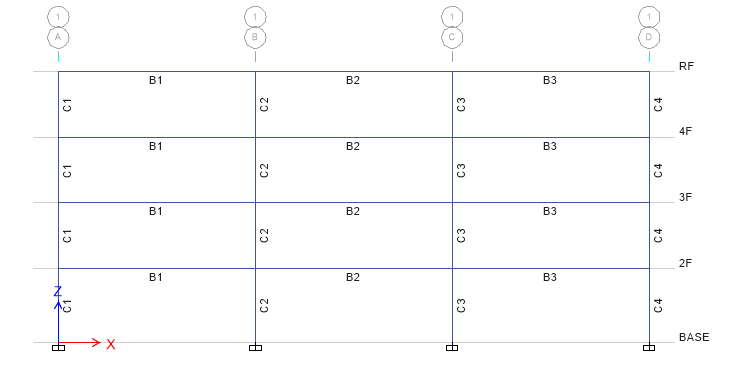 1 1 1 1
A B C D
RF
B1 B2 B3
C1 C2 C3 C4
4F
B1 B2 B3
C1 C2 C3 C4
3F
B1 B2 B3
C1 C2 C3 C4
2F
B1 B2 B3
Z
C1 C2 C3 C4
BASE
X